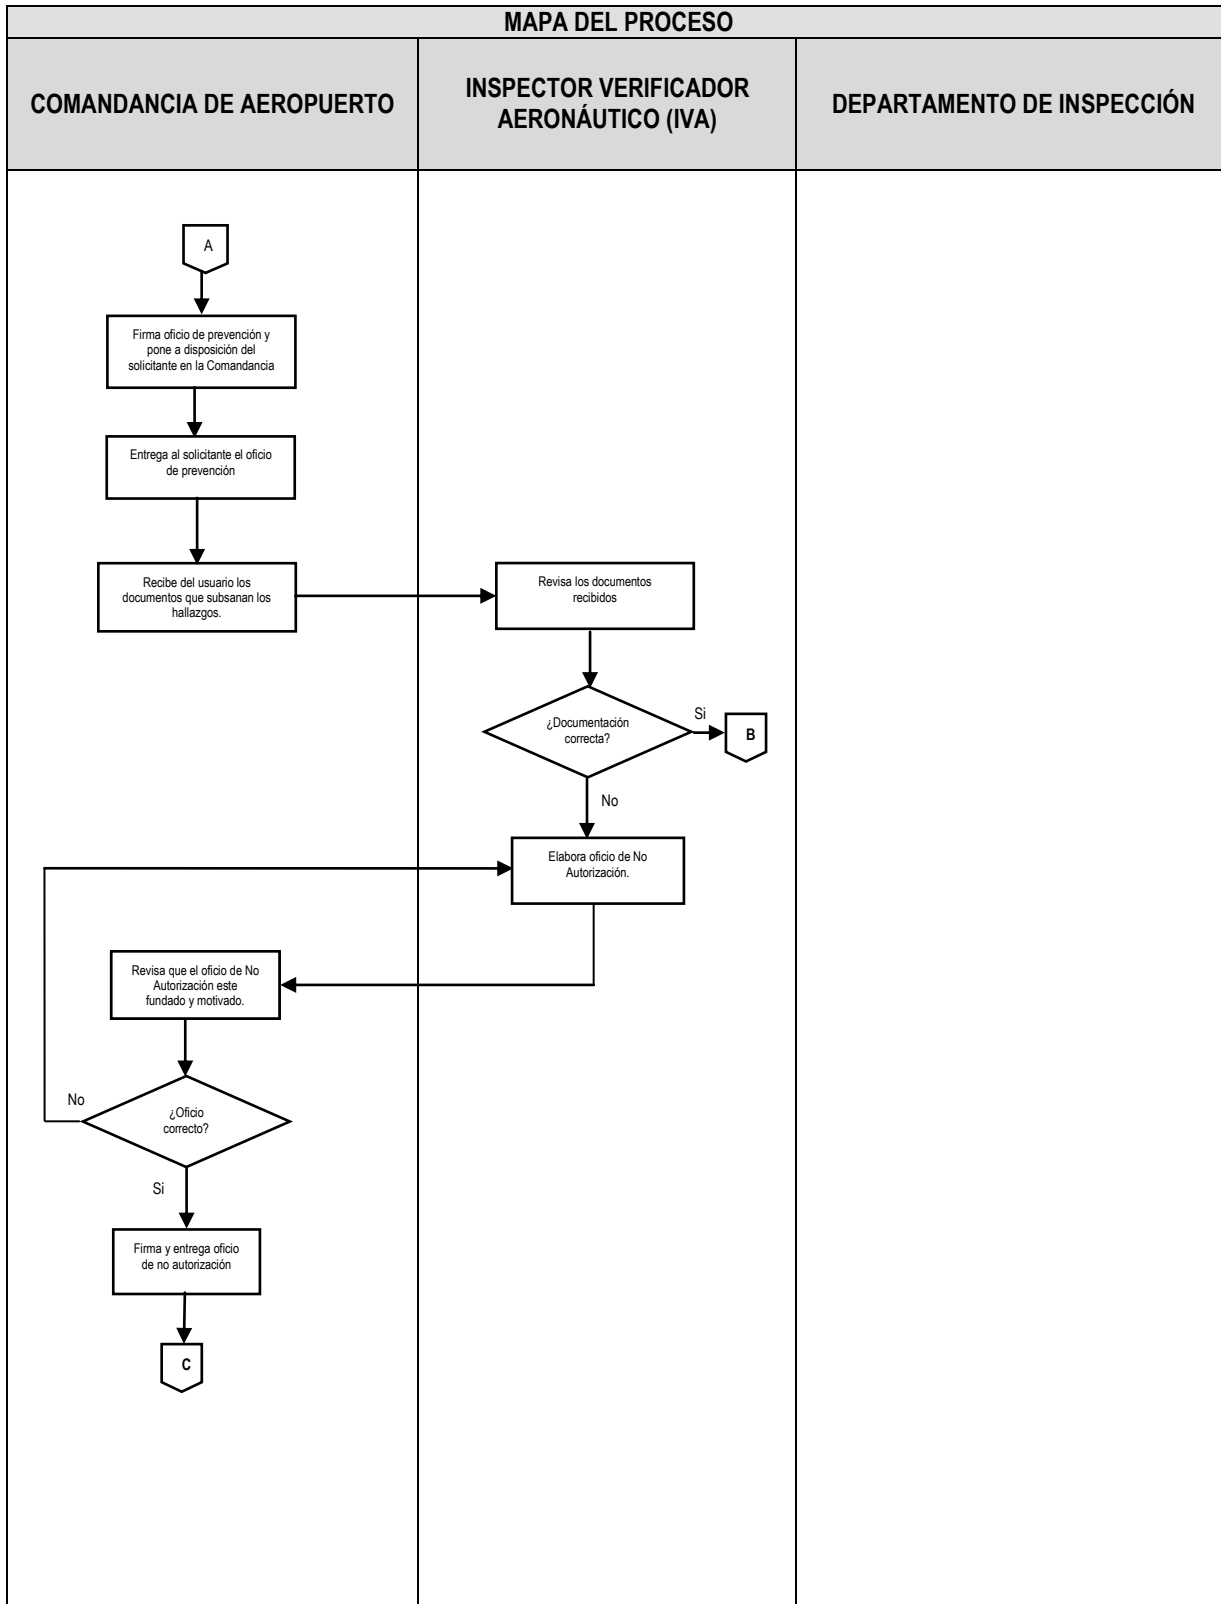 MAPA DEL PROCESO
COMANDANCIA DE AEROPUERTO
INSPECTOR VERIFICADOR
AERONÁUTICO (IVA)
DEPARTAMENTO DE INSPECCIÓN
A
Firma oficio de prevención y
pone a disposición del
solicitante en la Comandancia
Entrega al solicitante el oficio
de prevención
Recibe del usuario los
documentos que subsanan los
hallazgos.
Revisa los documentos
recibidos
¿Documentación
correcta?
Si
B
No
Elabora oficio de No
Autorización.
Revisa que el oficio de No
Autorización este
fundado y motivado.
No
¿Oficio
correcto?
Si
Firma y entrega oficio
de no autorización
C